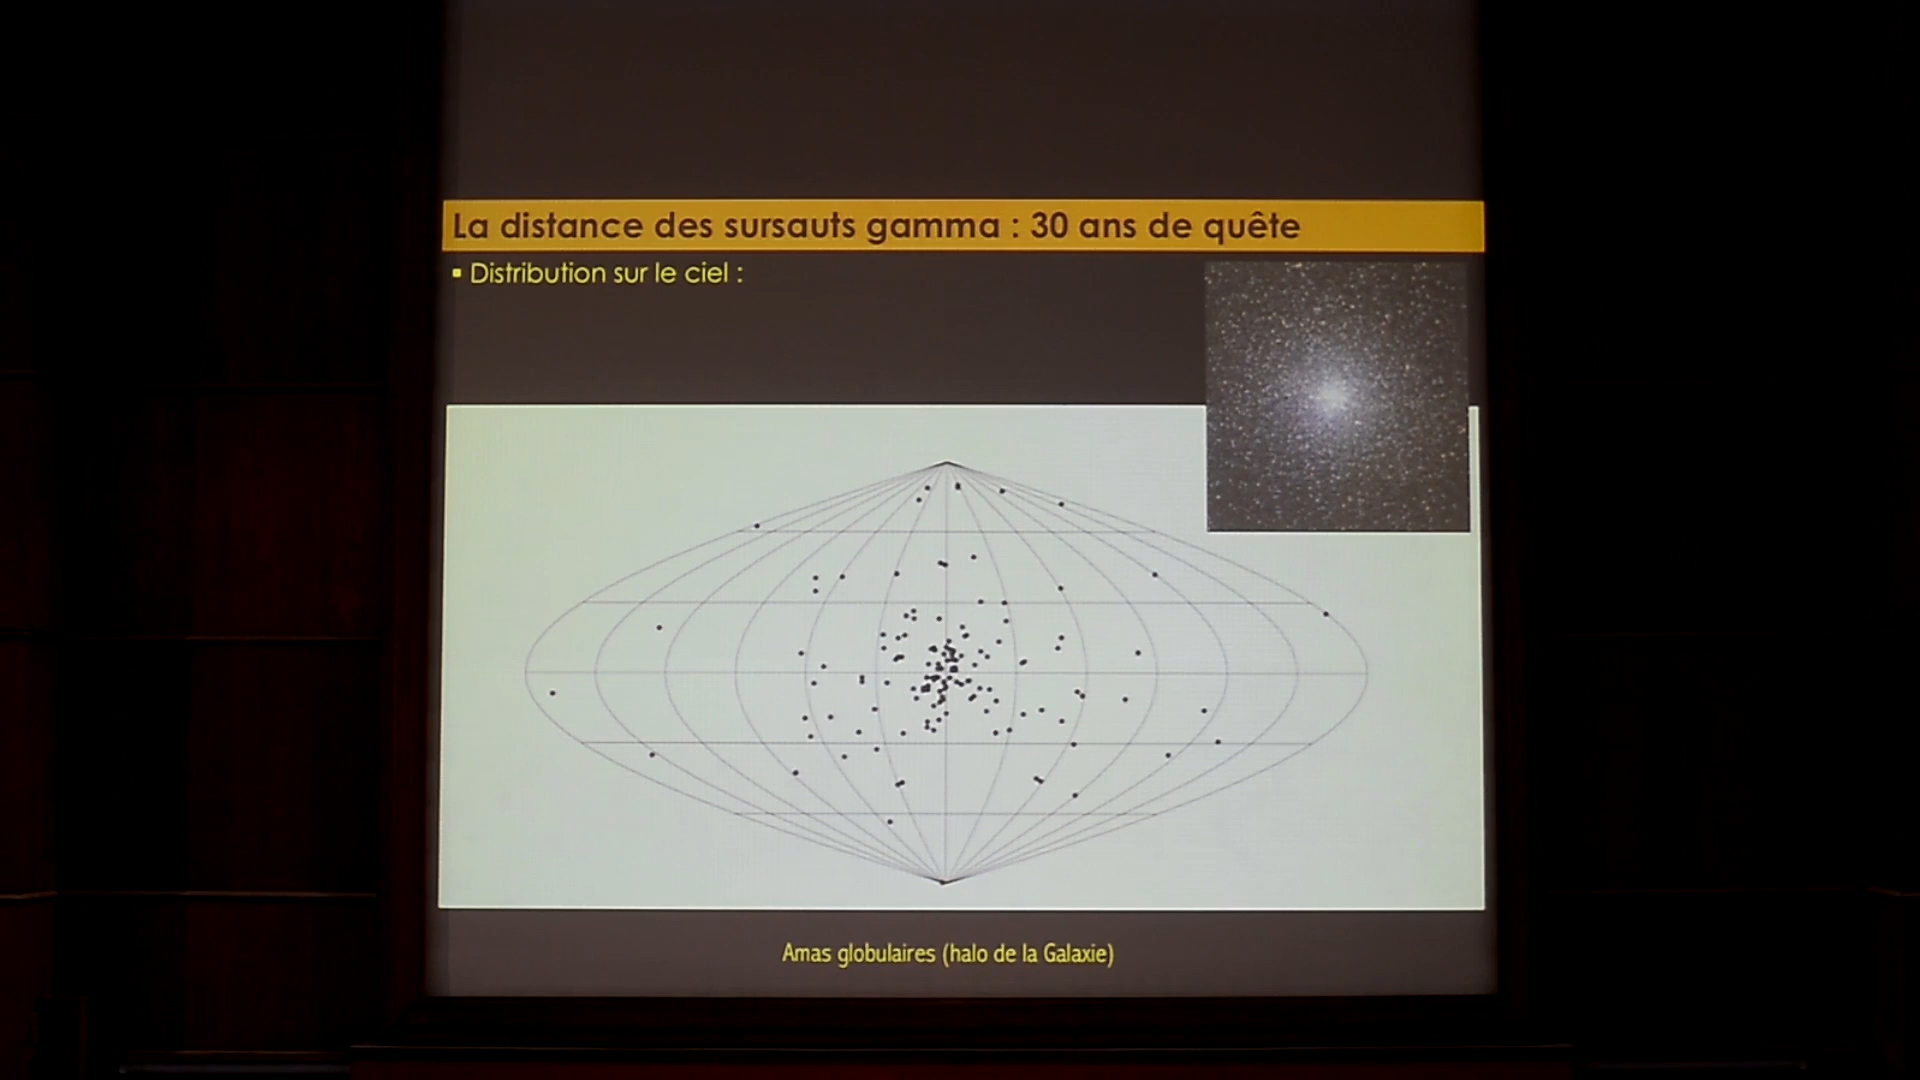 La distance des sursauts gamma : 30 ans de quête
▪ Distribution sur le ciel :
Amas globulaires (halo de la Galaxie)